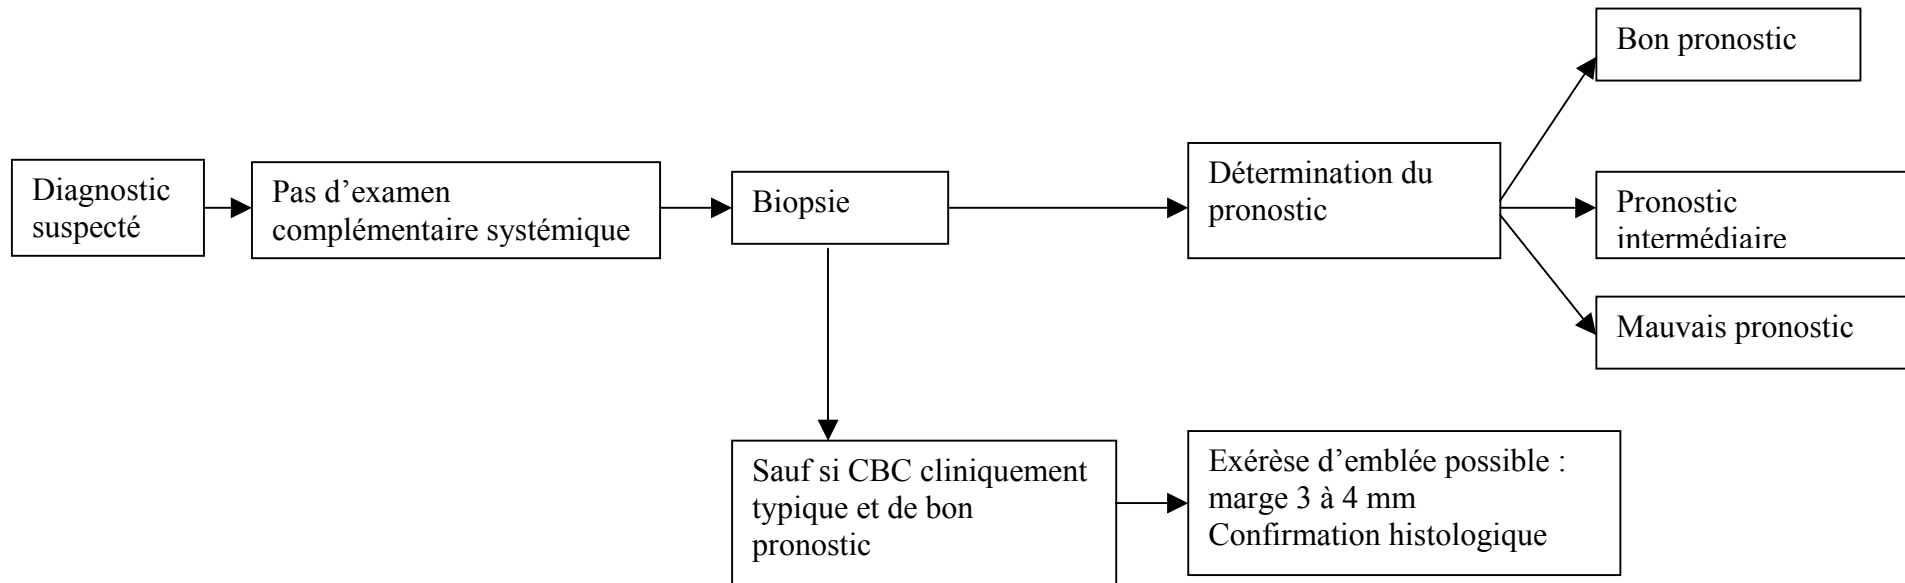 Bon pronostic
Diagnostic
suspecté
Pas d’examen
complémentaire systémique
Biopsie
Détermination du
pronostic
Pronostic
intermédiaire
Mauvais pronostic
Sauf si CBC cliniquement
typique et de bon
pronostic
Exérèse d’emblée possible :
marge 3 à 4 mm
Confirmation histologique